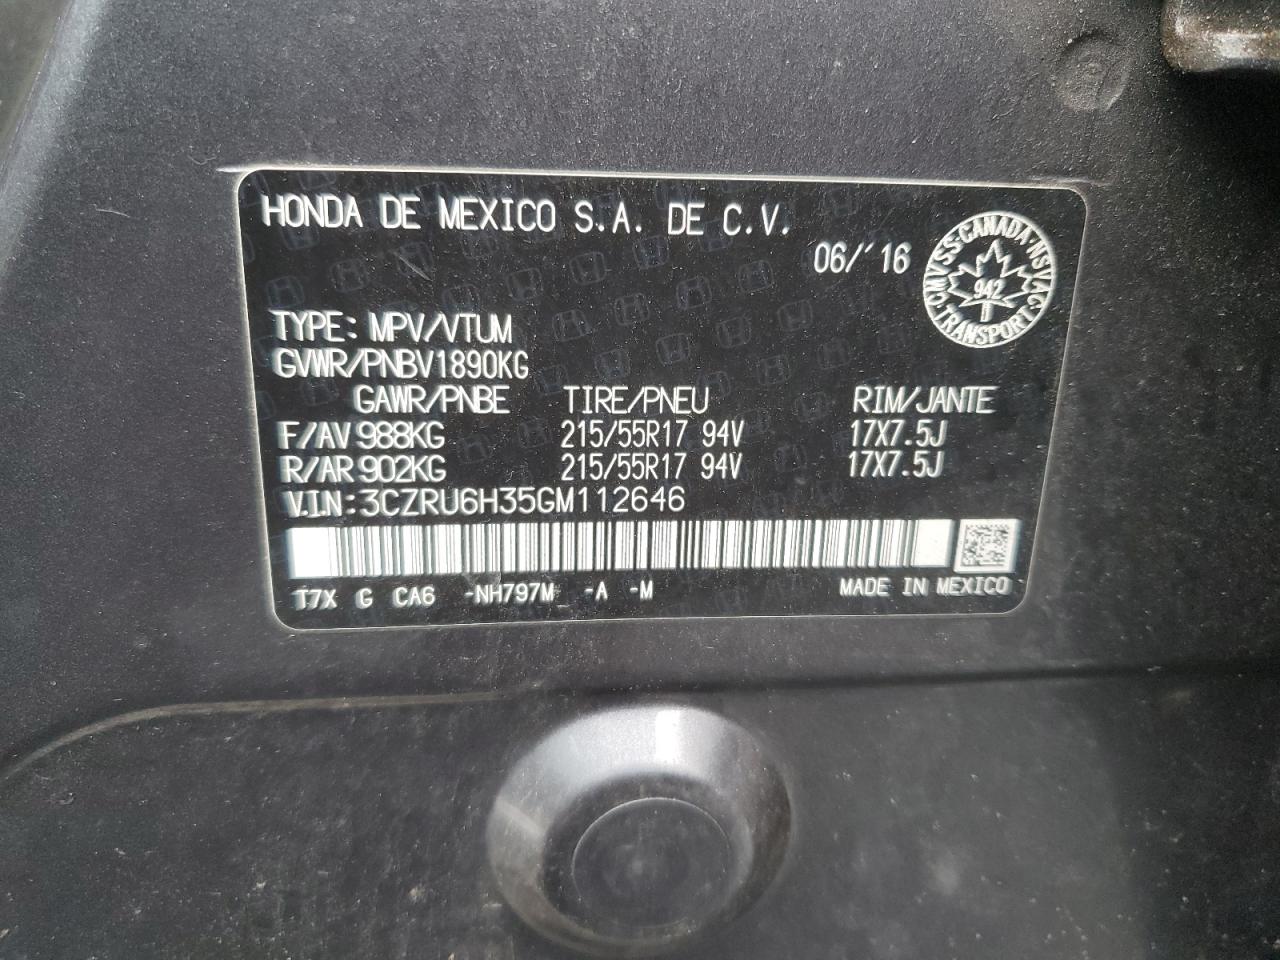 HONDA DE MEXICO S.A. DE C.V.
06/'16
CMVSS·CANADA·NSVAC·TRANSPORT
942
TYPE: MPV/VTUM
GVWR/PNBV1890KG
GAWR/PNBE TIRE/PNEU RIM/JANTE
F/AV 988KG 215/55R17 94V 17X7.5J
R/AR 902KG 215/55R17 94V 17X7.5J
V.I.N: 3CZRU6H35GM112646
T7X G CA6 -NH797M -A -M MADE IN MEXICO